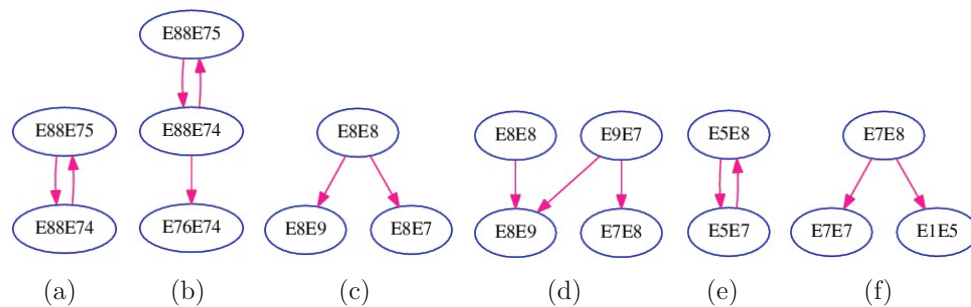 E88E75
E88E75 E88E74 E8E8 E8E8 E9E7 E5E8 E7E8
E88E74 E76E74 E8E9 E8E7 E8E9 E7E8 E5E7 E7E7 E1E5
(a) (b) (c) (d) (e) (f)